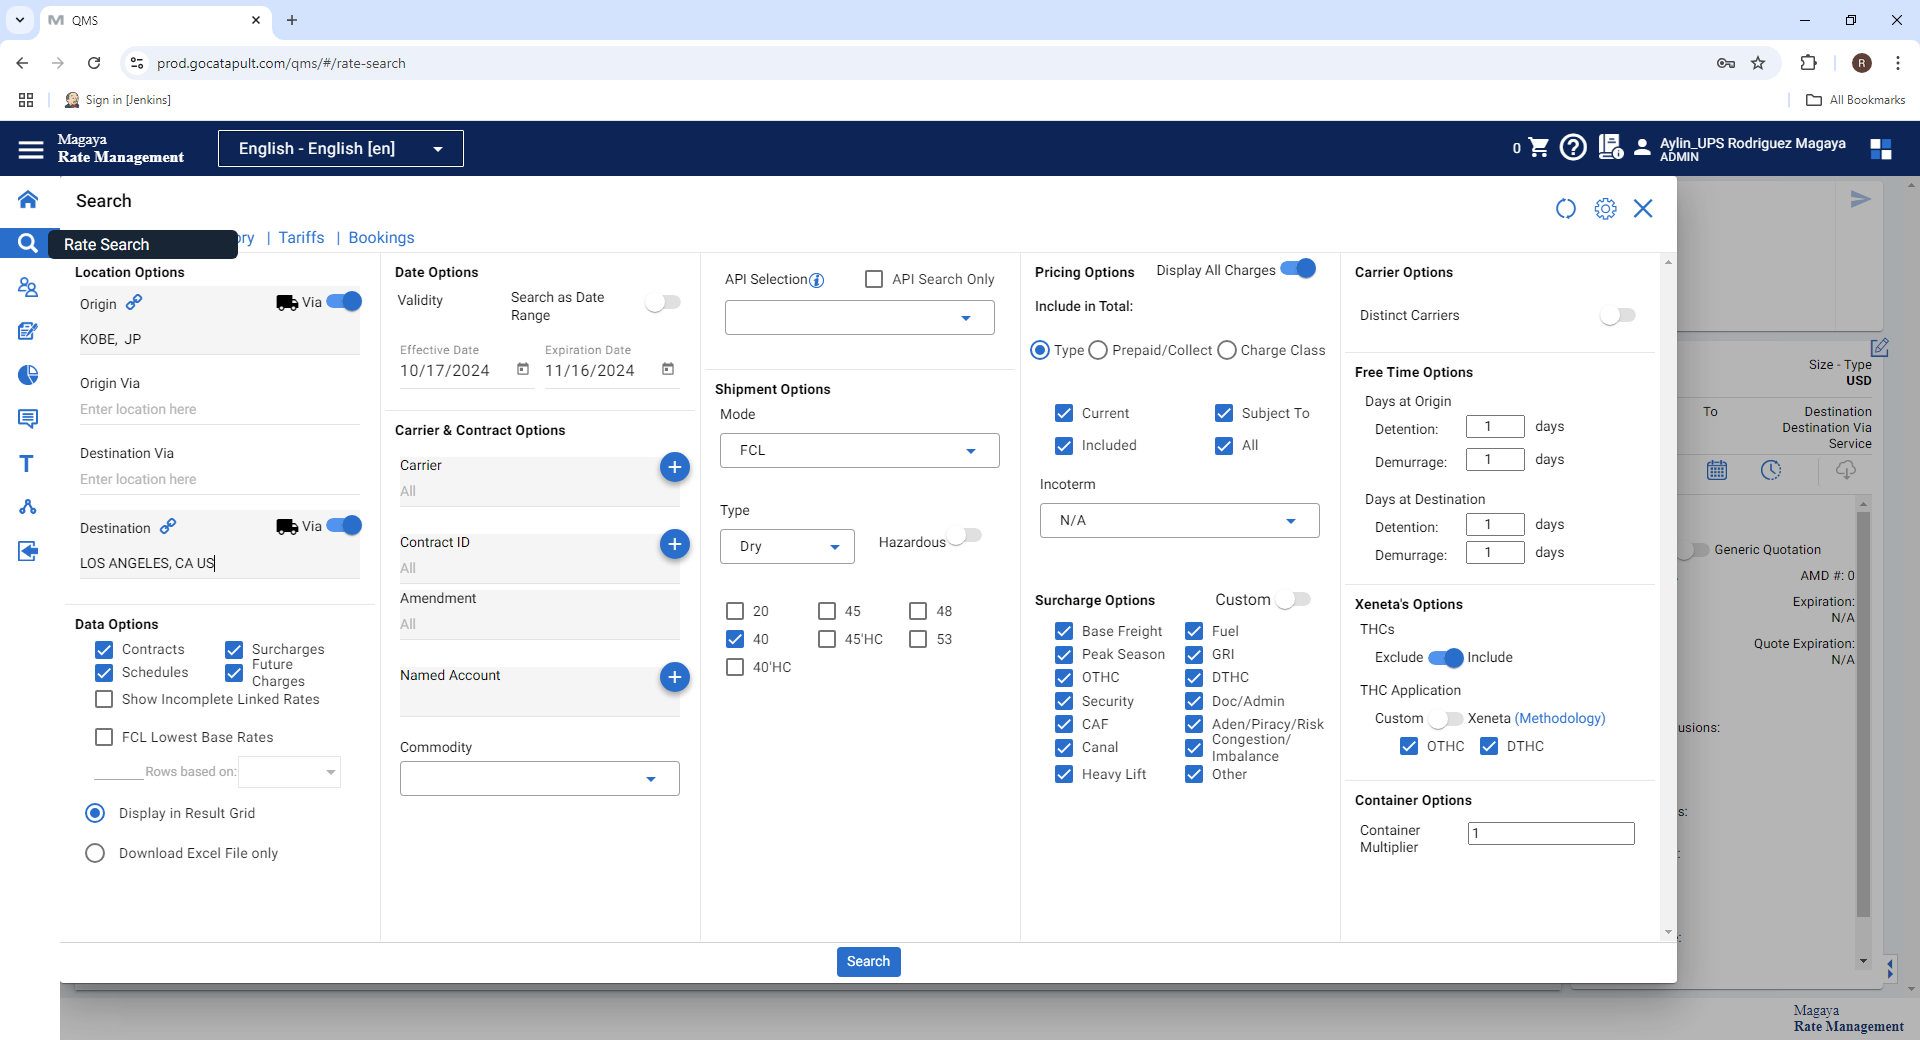 QMS
prod.gocatapult.com/qms/#/rate-search
R
Sign in [Jenkins]
All Bookmarks
Magaya
Rate Management
English - English [en]
0
Aylin_UPS Rodriguez Magaya
ADMIN
Search
Rate Search
ory | Tariffs | Bookings
Location Options
Origin
Via
KOBE, JP
Origin Via
Enter location here
Destination Via
Enter location here
Destination
Via
LOS ANGELES, CA US
Data Options
Contracts
Surcharges
Schedules
Future
Charges
Show Incomplete Linked Rates
FCL Lowest Base Rates
Rows based on:
Display in Result Grid
Download Excel File only
Date Options
Validity
Search as Date
Range
Effective Date
Expiration Date
10/17/2024
11/16/2024
Carrier & Contract Options
Carrier
All
Contract ID
All
Amendment
All
Named Account
Commodity
API Selection
API Search Only
Shipment Options
Mode
FCL
Type
Dry
Hazardous
20
45
48
40
45'HC
53
40'HC
Pricing Options
Display All Charges
Include in Total:
Type
Prepaid/Collect
Charge Class
Current
Subject To
Included
All
Incoterm
N/A
Surcharge Options
Custom
Base Freight
Fuel
Peak Season
GRI
OTHC
DTHC
Security
Doc/Admin
CAF
Aden/Piracy/Risk
Canal
Congestion/
Imbalance
Heavy Lift
Other
Carrier Options
Distinct Carriers
Free Time Options
Days at Origin
Detention: 1 days
Demurrage: 1 days
Days at Destination
Detention: 1 days
Demurrage: 1 days
Xeneta's Options
THCs
Exclude
Include
THC Application
Custom
Xeneta (Methodology)
OTHC
DTHC
Container Options
Container
Multiplier
1
Search
Size - Type
USD
To
Destination
Destination Via
Service
Generic Quotation
AMD #: 0
Expiration:
N/A
Quote Expiration:
N/A
usions:
s:
:
:
Magaya
Rate Management